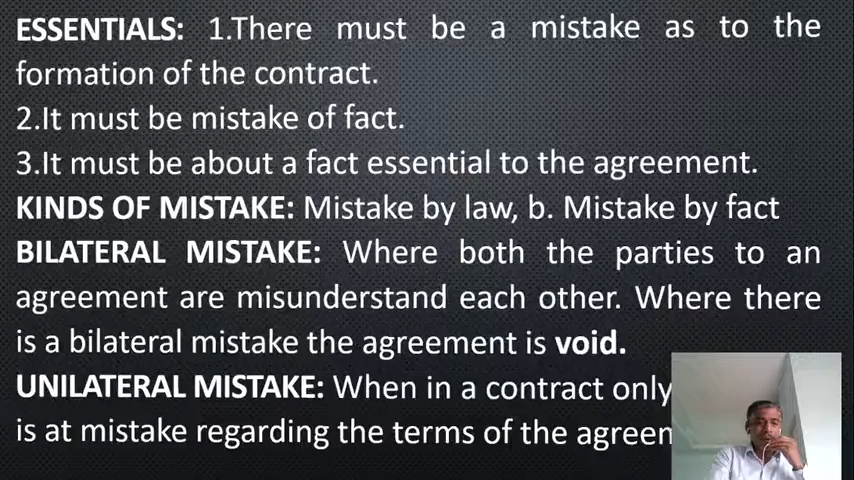 ESSENTIALS: 1.There must be a mistake as to the
formation of the contract.
2.It must be mistake of fact.
3.It must be about a fact essential to the agreement.
KINDS OF MISTAKE: Mistake by law, b. Mistake by fact
BILATERAL MISTAKE: Where both the parties to an
agreement are misunderstand each other. Where there
is a bilateral mistake the agreement is void.
UNILATERAL MISTAKE: When in a contract only
is at mistake regarding the terms of the